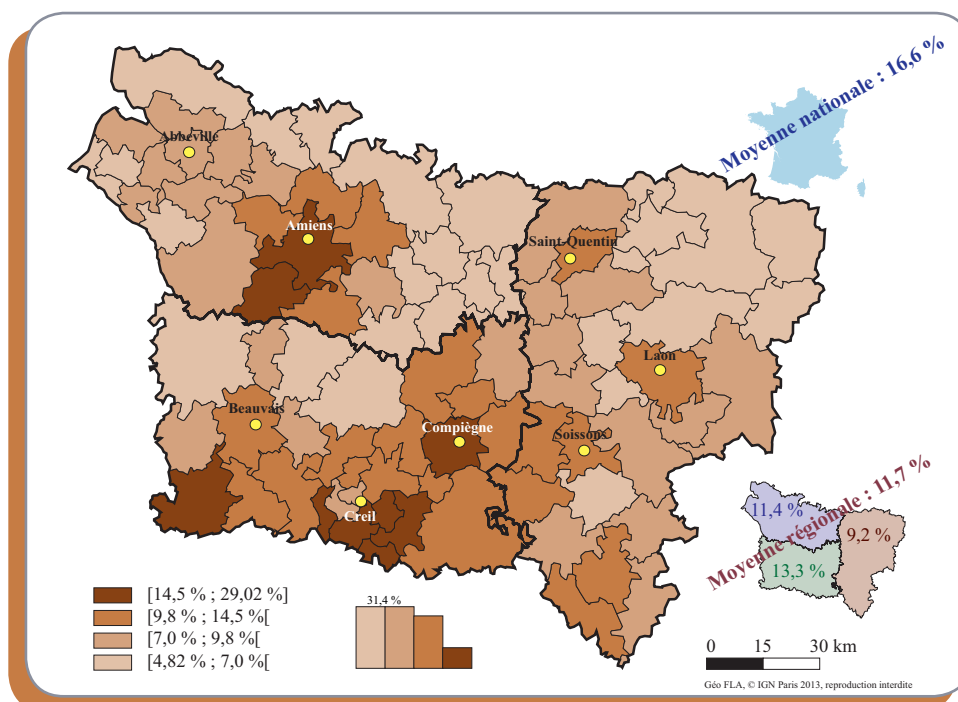 Moyenne nationale : 16,6 %
Abbeville
Amiens
Saint-Quentin
Laon
Beauvais
Compiègne
Soissons
Creil
Moyenne régionale : 11,7 %
11,4 %
9,2 %
13,3 %
[14,5 % ; 29,02 %]
[9,8 % ; 14,5 %[
[7,0 % ; 9,8 %[
[4,82 % ; 7,0 %[
31,4 %
0 15 30 km
Géo FLA, © IGN Paris 2013, reproduction interdite